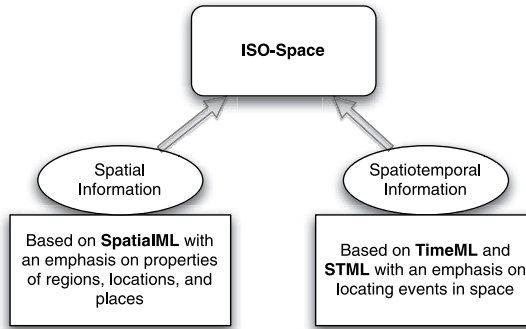 ISO-Space
Spatial
Information
Spatiotemporal
Information
Based on SpatialML with
an emphasis on properties
of regions, locations, and
places
Based on TimeML and
STML with an emphasis on
locating events in space